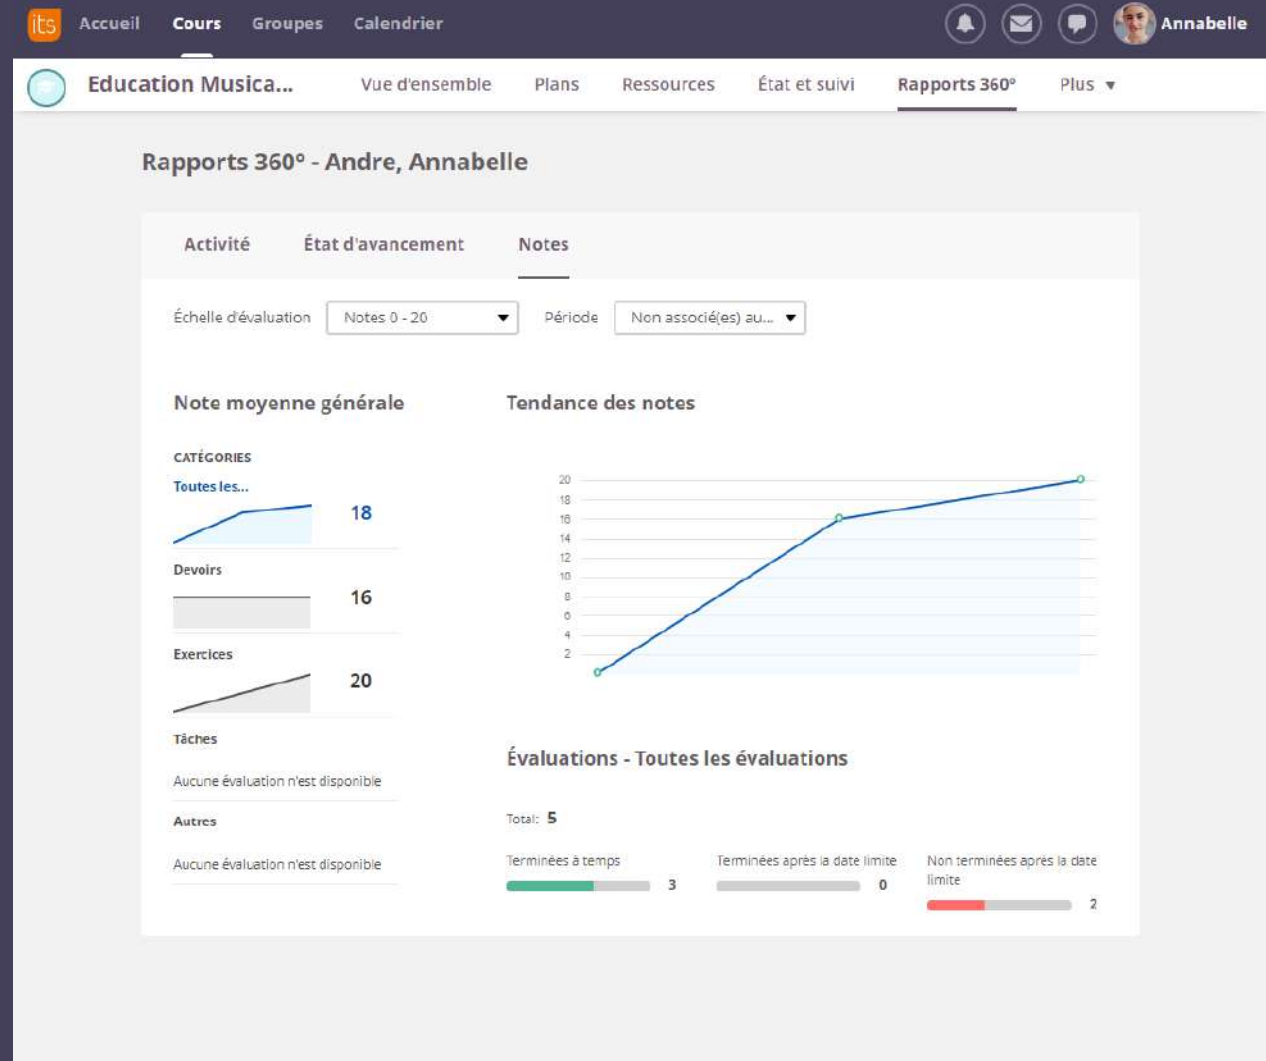 its Accueil Cours Groupes Calendrier Annabelle
Education Musica... Vue d'ensemble Plans Ressources État et suivi Rapports 360° Plus
Rapports 360° - Andre, Annabelle
Activité État d'avancement Notes
Échelle d'évaluation Notes 0 - 20 Période Non associé(es) au...
Note moyenne générale
CATÉGORIES
Toutes les...
18
Devoirs
16
Exercices
20
Tâches
Aucune évaluation n'est disponible
Autres
Aucune évaluation n'est disponible
Tendance des notes
20
18
16
14
12
10
8
6
4
2
Évaluations - Toutes les évaluations
Total: 5
Terminées à temps
3
Terminées après la date limite
0
Non terminées après la date
limite
2